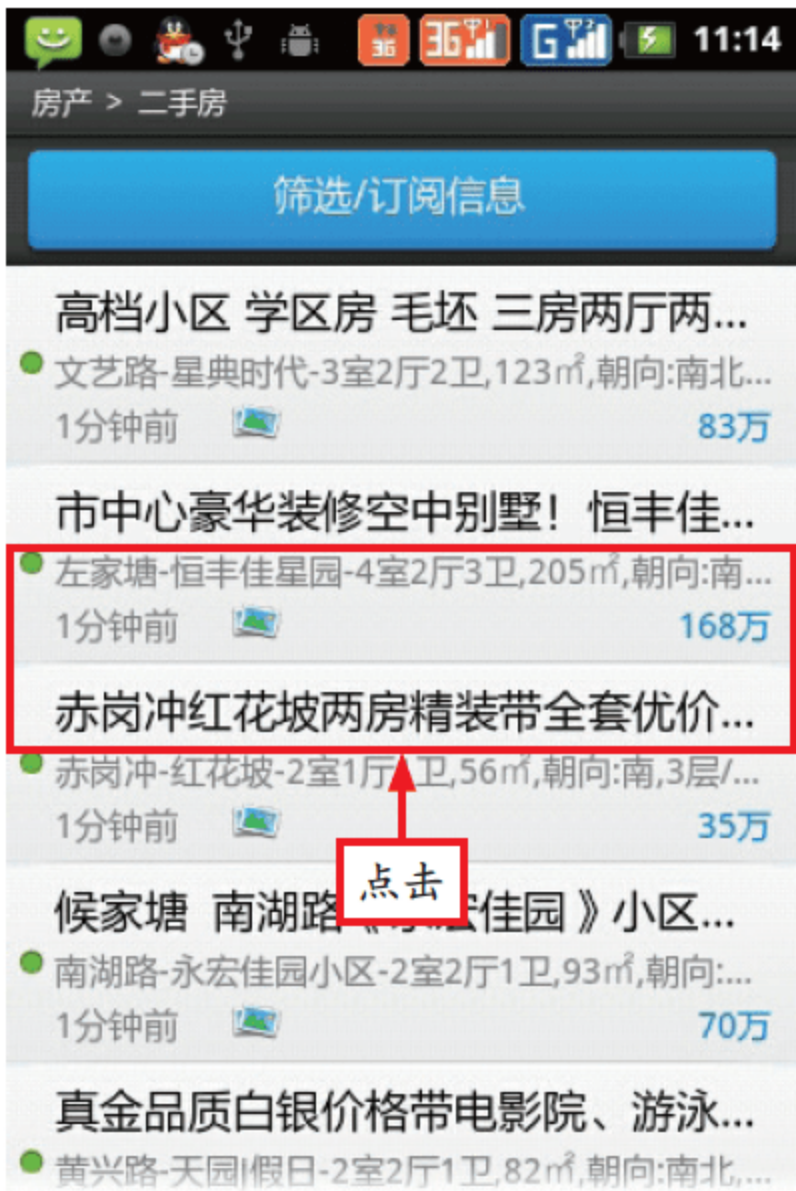 3G
3G 1
G 2
11:14
房产 > 二手房
筛选/订阅信息
高档小区 学区房 毛坯 三房两厅两...
文艺路-星典时代-3室2厅2卫,123㎡,朝向:南北...
1分钟前
83万
市中心豪华装修空中别墅！恒丰佳...
左家塘-恒丰佳星园-4室2厅3卫,205㎡,朝向:南...
1分钟前
168万
赤岗冲红花坡两房精装带全套优价...
赤岗冲-红花坡-2室1厅 卫,56㎡,朝向:南,3层/...
1分钟前
35万
点击
候家塘 南湖路《 宏佳园》小区...
南湖路-永宏佳园小区-2室2厅1卫,93㎡,朝向:...
1分钟前
70万
真金品质白银价格带电影院、游泳...
黄兴路-天园|假日-2室2厅1卫,82㎡,朝向:南北,...